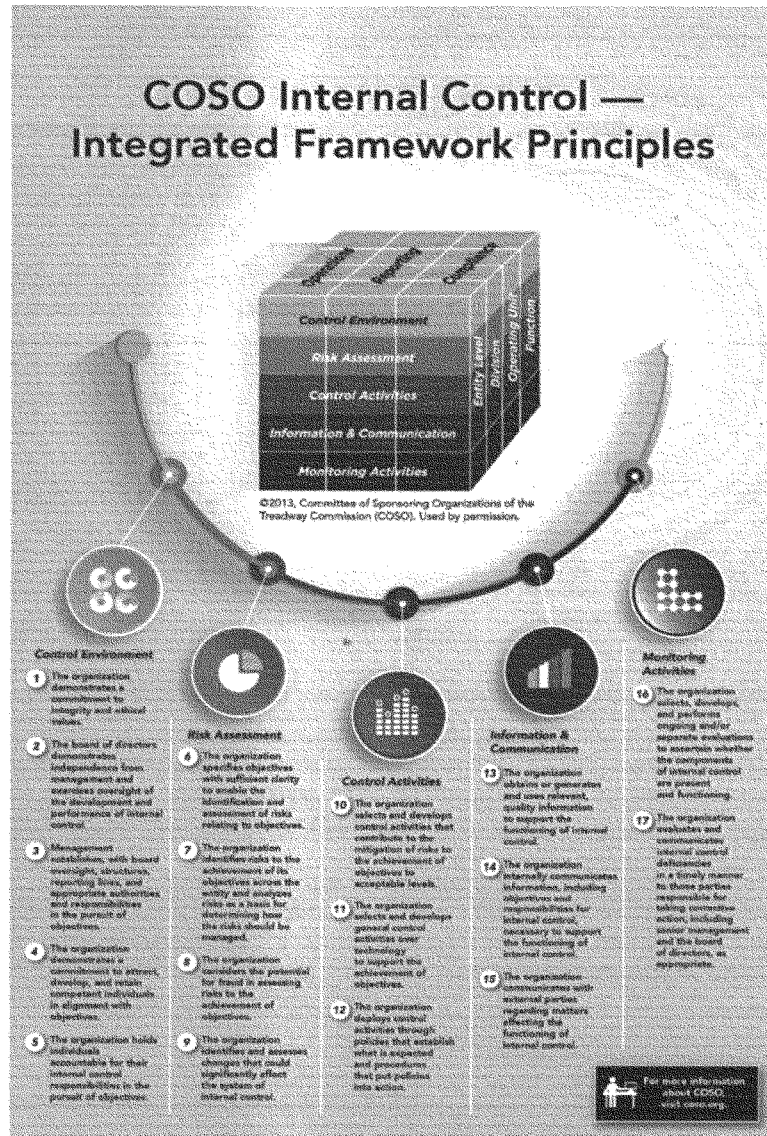 COSO Internal Control —
Integrated Framework Principles
Operations
Reporting
Compliance
Control Environment
Risk Assessment
Control Activities
Information & Communication
Monitoring Activities
Entity Level
Division
Operating Unit
Function
©2013, Committee of Sponsoring Organizations of the
Treadway Commission (COSO). Used by permission.
Control Environment
1 The organization
demonstrates a
commitment to
integrity and ethical
values.
2 The board of directors
demonstrates
independence from
management and
exercises oversight of
the development and
performance of internal
control.
3 Management
establishes, with board
oversight, structures,
reporting lines, and
appropriate authorities
and responsibilities
in the pursuit of
objectives.
4 The organization
demonstrates a
commitment to attract,
develop, and retain
competent individuals
in alignment with
objectives.
5 The organization holds
individuals
accountable for their
internal control
responsibilities in the
pursuit of objectives.
Risk Assessment
6 The organization
specifies objectives
with sufficient clarity
to enable the
identification and
assessment of risks
relating to objectives.
7 The organization
identifies risks to the
achievement of its
objectives across the
entity and analyzes
risks as a basis for
determining how
the risks should be
managed.
8 The organization
considers the potential
for fraud in assessing
risks to the
achievement of
objectives.
9 The organization
identifies and assesses
changes that could
significantly affect
the system of
internal control.
Control Activities
10 The organization
selects and develops
control activities that
contribute to the
mitigation of risks to
the achievement of
objectives to
acceptable levels.
11 The organization
selects and develops
general control
activities over
technology
to support the
achievement of
objectives.
12 The organization
deploys control
activities through
policies that establish
what is expected
and procedures
that put policies
into action.
Information &
Communication
13 The organization
obtains or generates
and uses relevant,
quality information
to support the
functioning of internal
control.
14 The organization
internally communicates
information, including
objectives and
responsibilities for
internal control,
necessary to support
the functioning of
internal control.
15 The organization
communicates with
external parties
regarding matters
affecting the
functioning of
internal control.
Monitoring
Activities
16 The organization
selects, develops,
and performs
ongoing and/or
separate evaluations
to ascertain whether
the components
of internal control
are present
and functioning.
17 The organization
evaluates and
communicates
internal control
deficiencies
in a timely manner
to those parties
responsible for
taking corrective
action, including
senior management
and the board
of directors, as
appropriate.
For more information
about COSO,
visit coso.org.